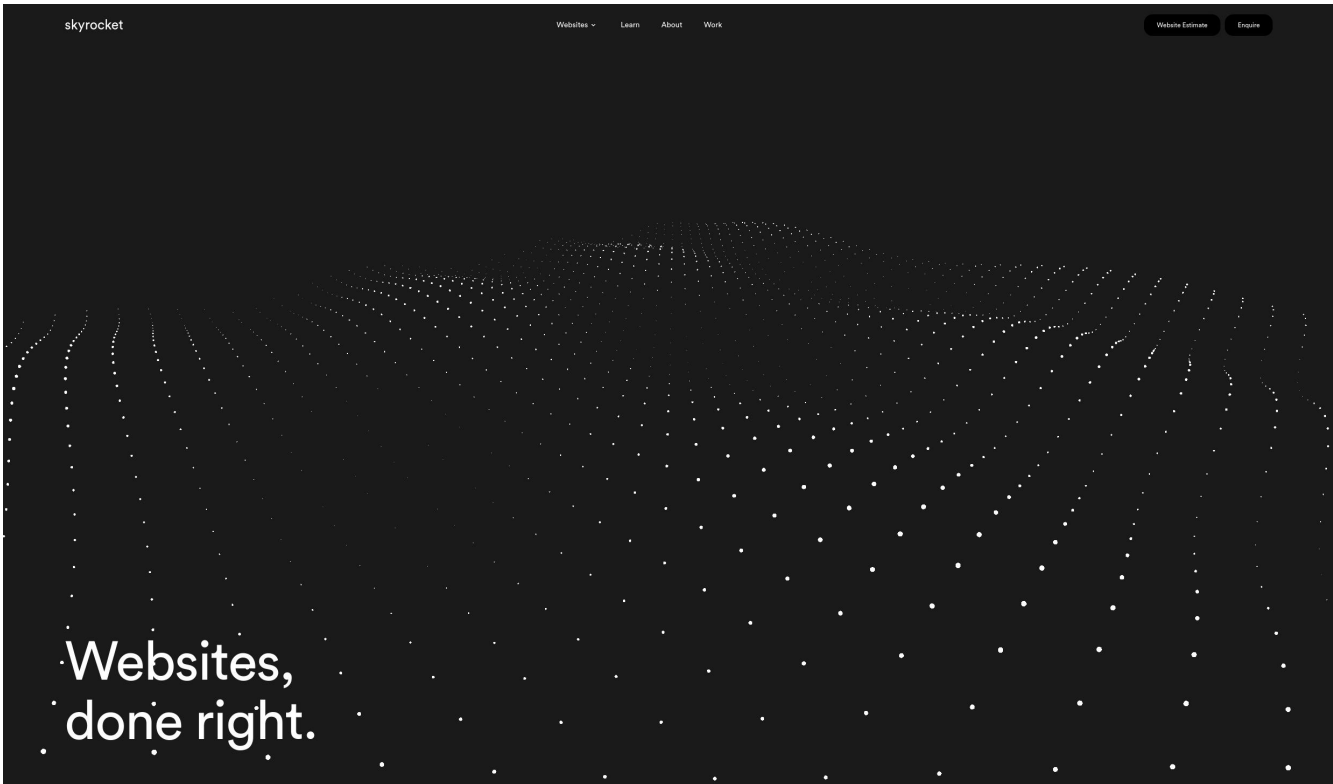 skyrocket
Websites
Learn
About
Work
Website Estimate
Enquire
Websites,
done right.